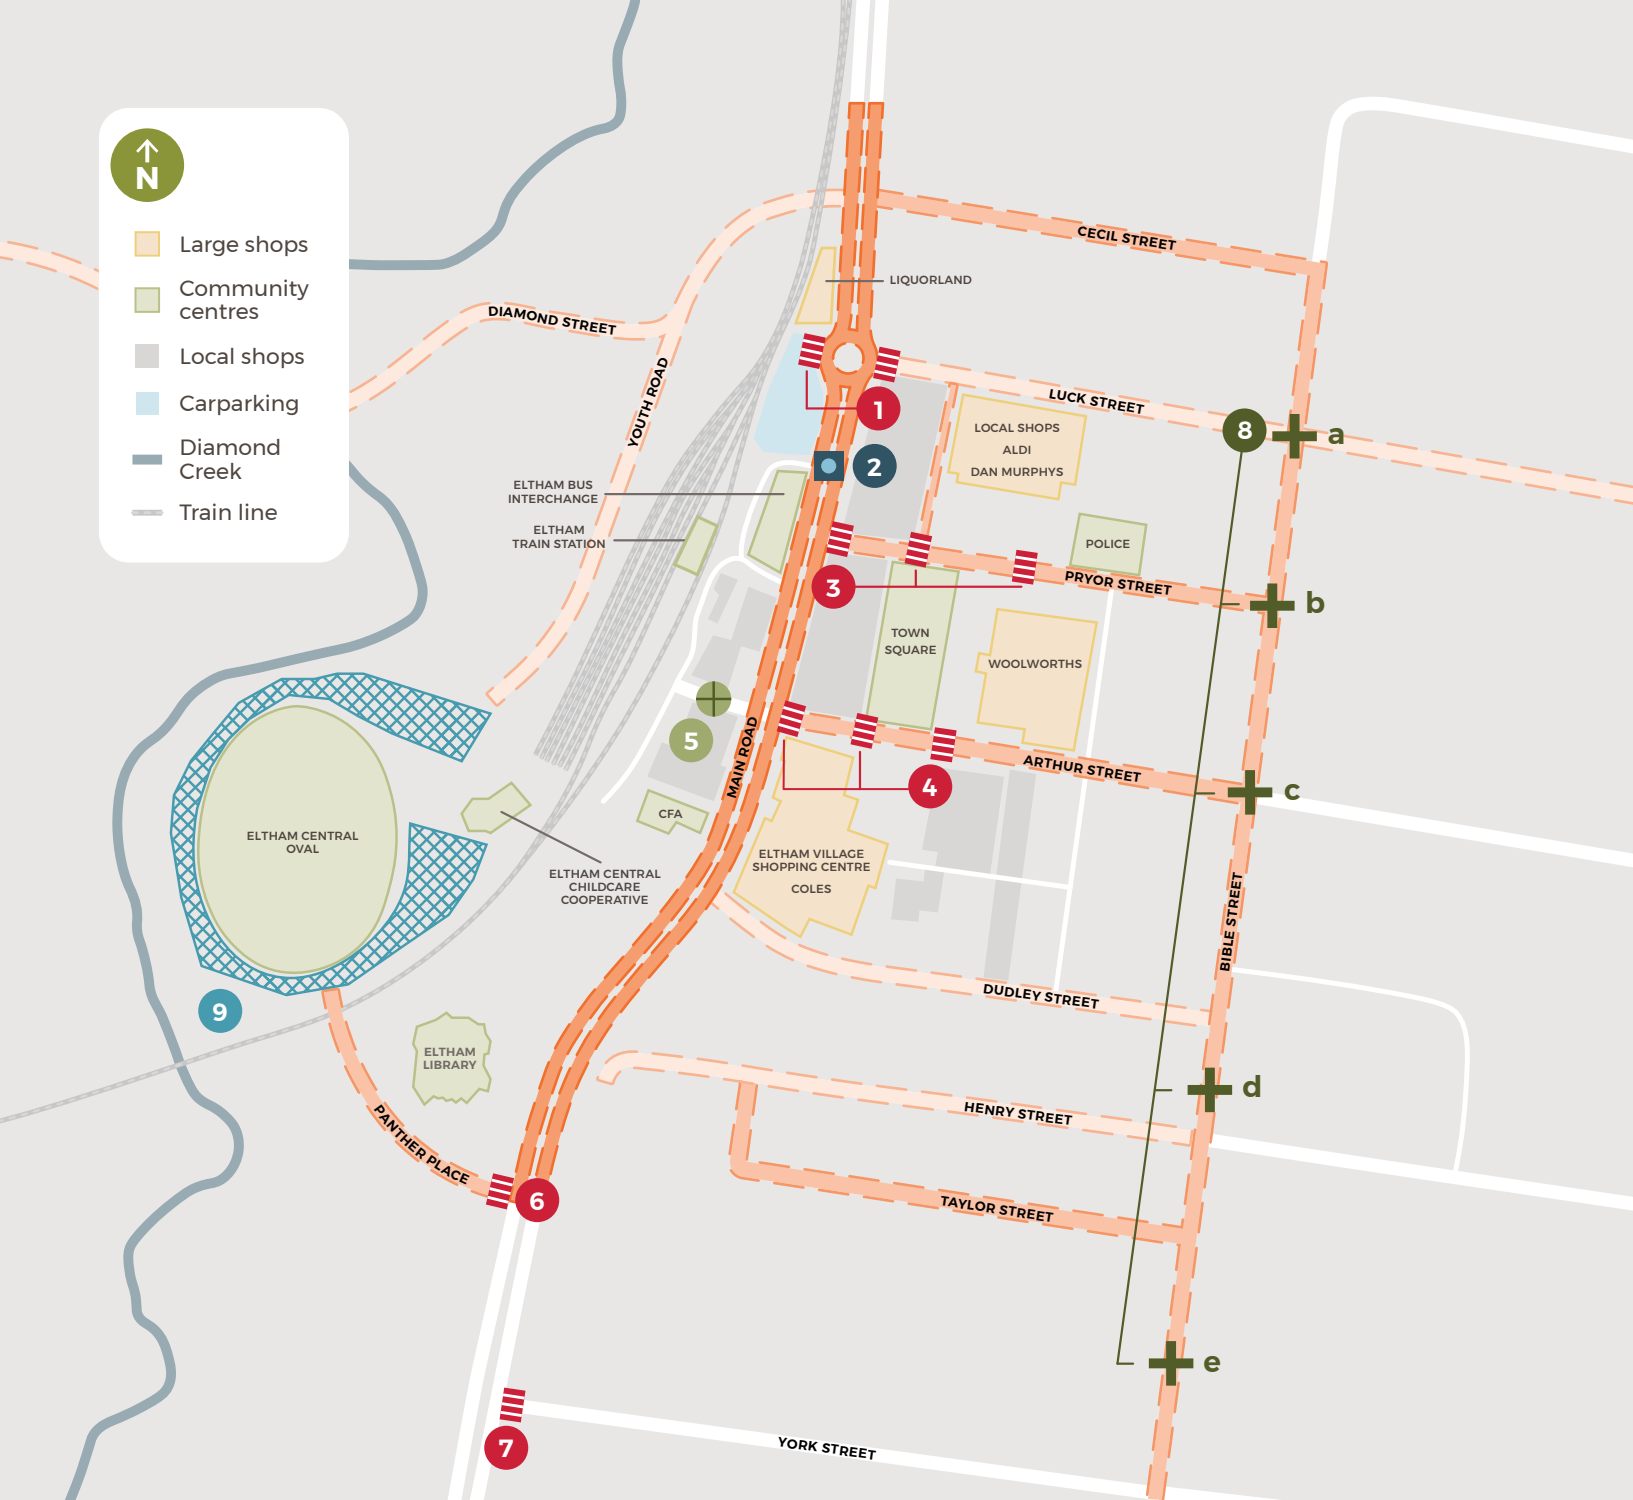 N
Large shops
Community
centres
Local shops
Carparking
Diamond
Creek
Train line
CECIL STREET
LIQUORLAND
DIAMOND STREET
YOUTH ROAD
LUCK STREET
1
8
a
LOCAL SHOPS
ALDI
DAN MURPHYS
2
ELTHAM BUS
INTERCHANGE
ELTHAM
TRAIN STATION
POLICE
3
PRYOR STREET
b
TOWN
SQUARE
WOOLWORTHS
5
MAIN ROAD
ARTHUR STREET
4
c
CFA
ELTHAM CENTRAL
OVAL
ELTHAM VILLAGE
SHOPPING CENTRE
COLES
ELTHAM CENTRAL
CHILDCARE
COOPERATIVE
BIBLE STREET
DUDLEY STREET
9
ELTHAM
LIBRARY
d
HENRY STREET
PANTHER PLACE
6
TAYLOR STREET
e
7
YORK STREET